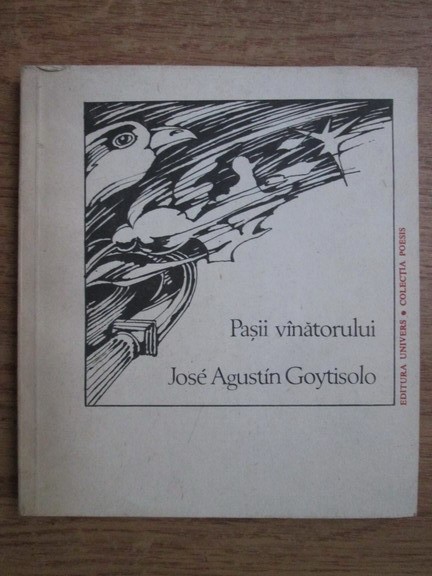 Pașii vînătorului
José Agustín Goytisolo
EDITURA UNIVERS • COLECȚIA POESIS